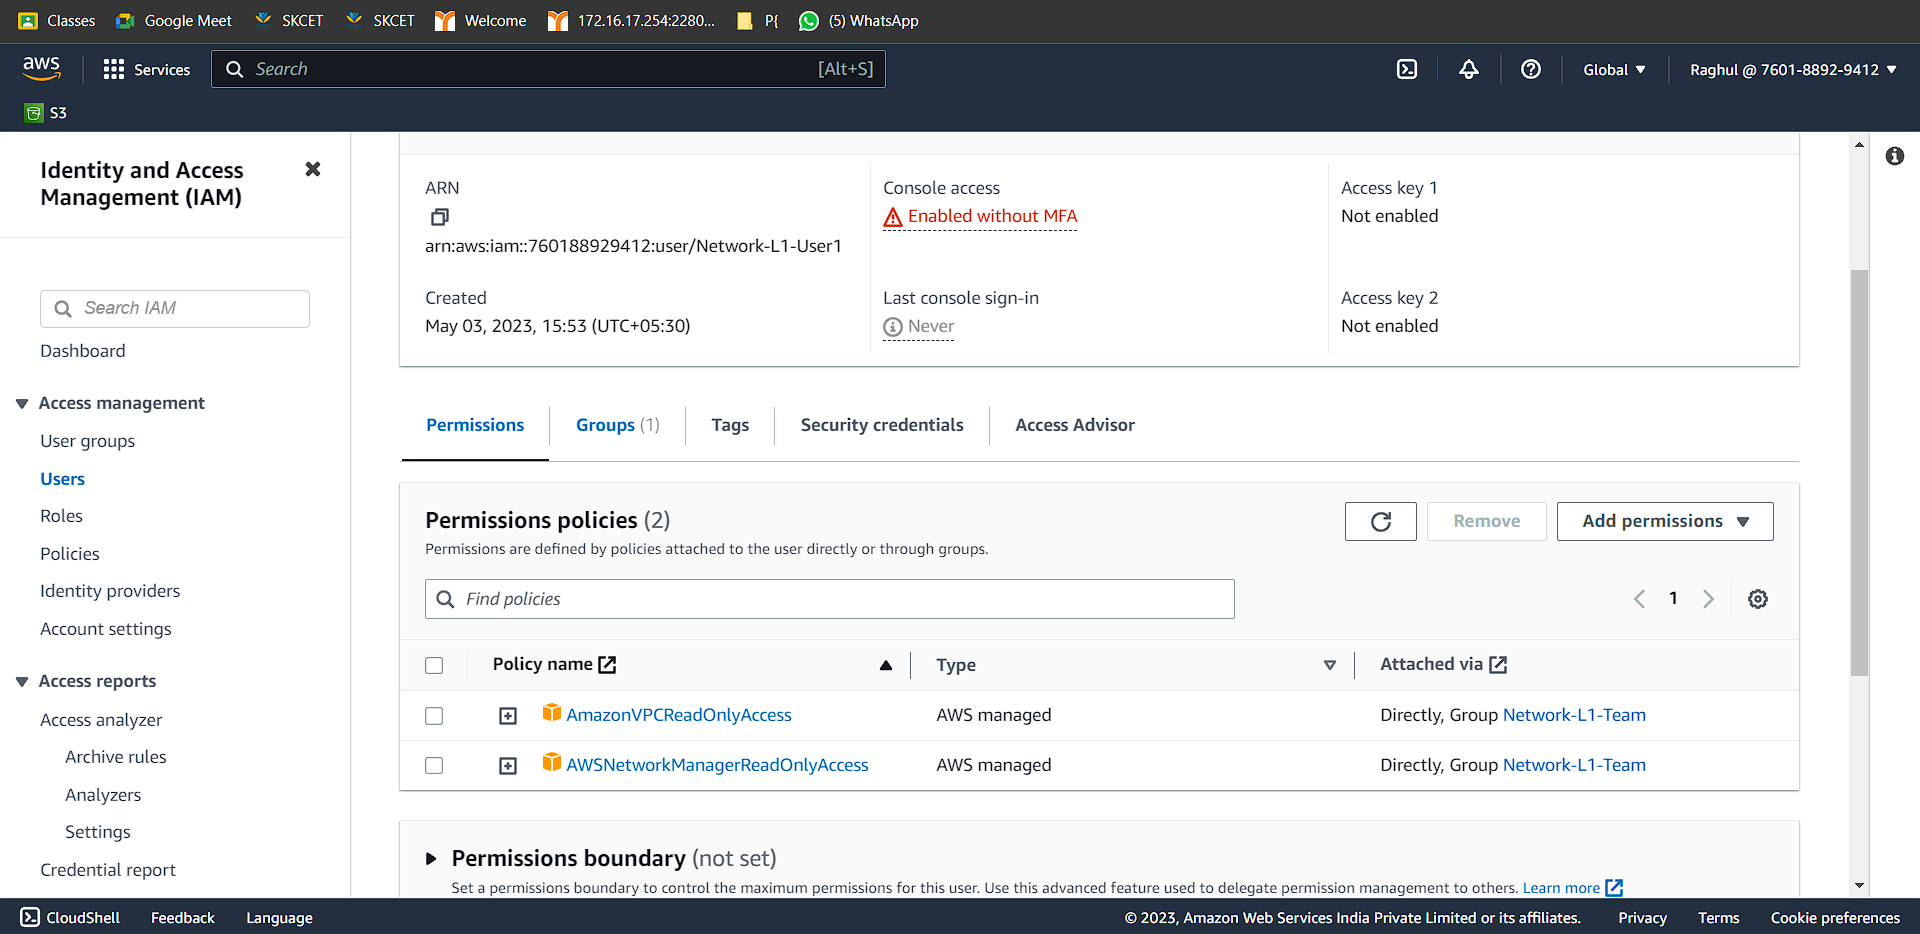 Classes Google Meet SKCET SKCET Welcome 172.16.17.254:2280... P{ (5) WhatsApp
aws Services Search [Alt+S] Global Raghul @ 7601-8892-9412
S3
Identity and Access
Management (IAM)
Search IAM
Dashboard
Access management
User groups
Users
Roles
Policies
Identity providers
Account settings
Access reports
Access analyzer
Archive rules
Analyzers
Settings
Credential report
ARN
arn:aws:iam::760188929412:user/Network-L1-User1
Console access
Enabled without MFA
Access key 1
Not enabled
Created
May 03, 2023, 15:53 (UTC+05:30)
Last console sign-in
Never
Access key 2
Not enabled
Permissions Groups (1) Tags Security credentials Access Advisor
Permissions policies (2)
Permissions are defined by policies attached to the user directly or through groups.
Remove Add permissions
Find policies 1
Policy name Type Attached via
AmazonVPCReadOnlyAccess AWS managed Directly, Group Network-L1-Team
AWSNetworkManagerReadOnlyAccess AWS managed Directly, Group Network-L1-Team
Permissions boundary (not set)
Set a permissions boundary to control the maximum permissions for this user. Use this advanced feature used to delegate permission management to others. Learn more
CloudShell Feedback Language © 2023, Amazon Web Services India Private Limited or its affiliates. Privacy Terms Cookie preferences